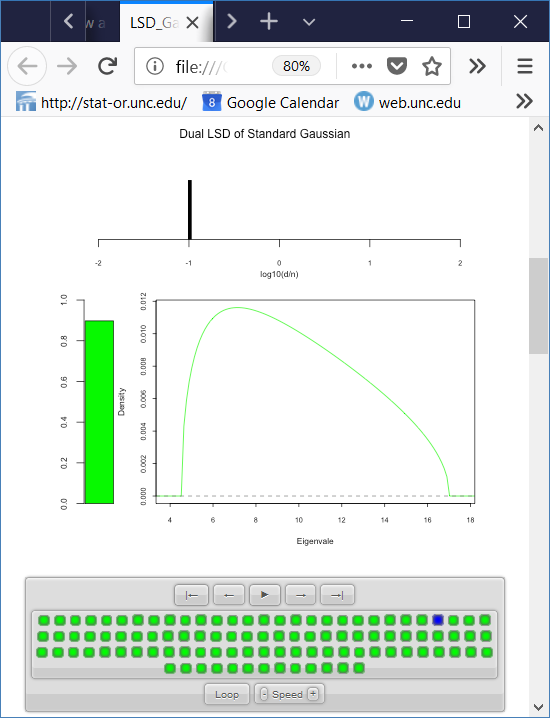 LSD_Ga
file:///
80%
http://stat-or.unc.edu/ Google Calendar web.unc.edu
8
W
Dual LSD of Standard Gaussian
-2 -1 0 1 2
log10(d/n)
0.0 0.2 0.4 0.6 0.8 1.0
Density
0.000 0.002 0.004 0.006 0.008 0.010 0.012
4 6 8 10 12 14 16 18
Eigenvale
Loop - Speed +